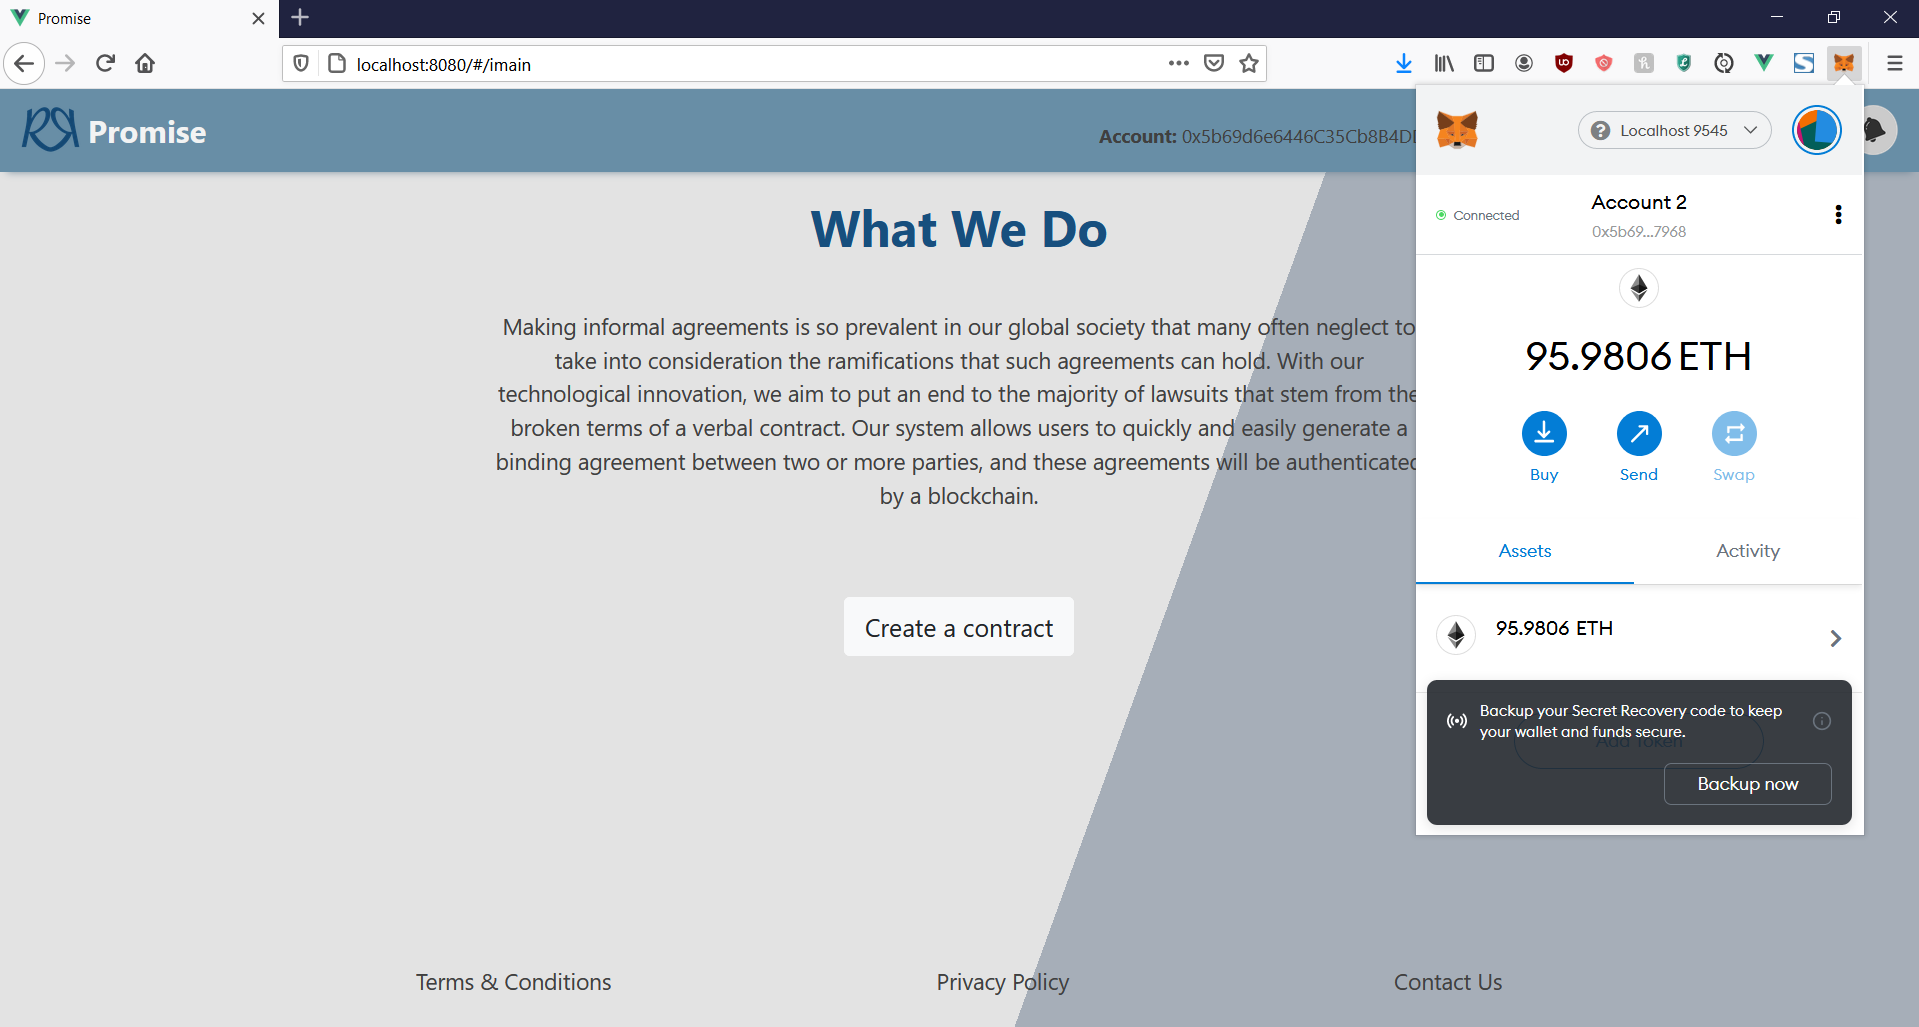 Promise
localhost:8080/#/imain
Promise
Account: 0x5b69d6e6446C35Cb8B4D
Localhost 9545
Connected
Account 2
0x5b69...7968
95.9806 ETH
Buy
Send
Swap
Assets
Activity
95.9806 ETH
Backup your Secret Recovery code to keep
your wallet and funds secure.
Add Token
Backup now
What We Do
Making informal agreements is so prevalent in our global society that many often neglect to
take into consideration the ramifications that such agreements can hold. With our
technological innovation, we aim to put an end to the majority of lawsuits that stem from the
broken terms of a verbal contract. Our system allows users to quickly and easily generate a
binding agreement between two or more parties, and these agreements will be authenticated
by a blockchain.
Create a contract
Terms & Conditions
Privacy Policy
Contact Us